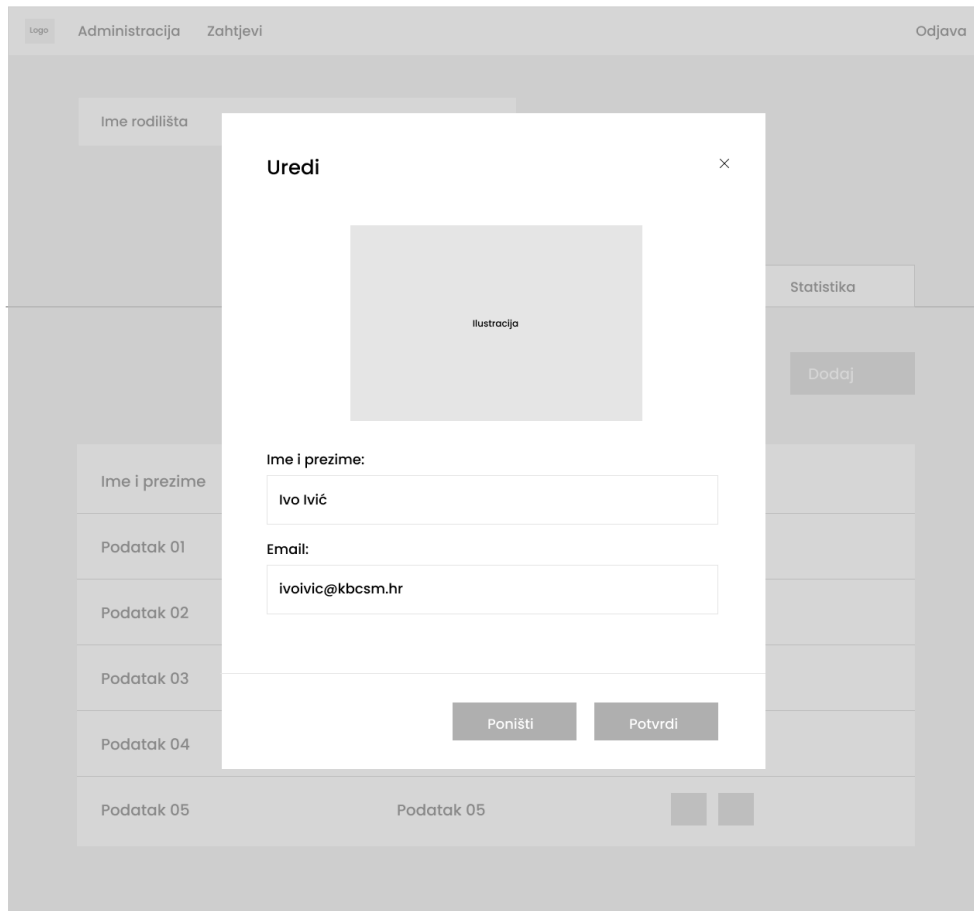 Logo Administracija Zahtjevi Odjava
Ime rodilišta
Uredi
Statistika
Ilustracija
Dodaj
Ime i prezime:
Ime i prezime
Ivo Ivić
Podatak 01
Email:
ivoivic@kbcsm.hr
Podatak 02
Podatak 03
Poništi Potvrdi
Podatak 04
Podatak 05 Podatak 05